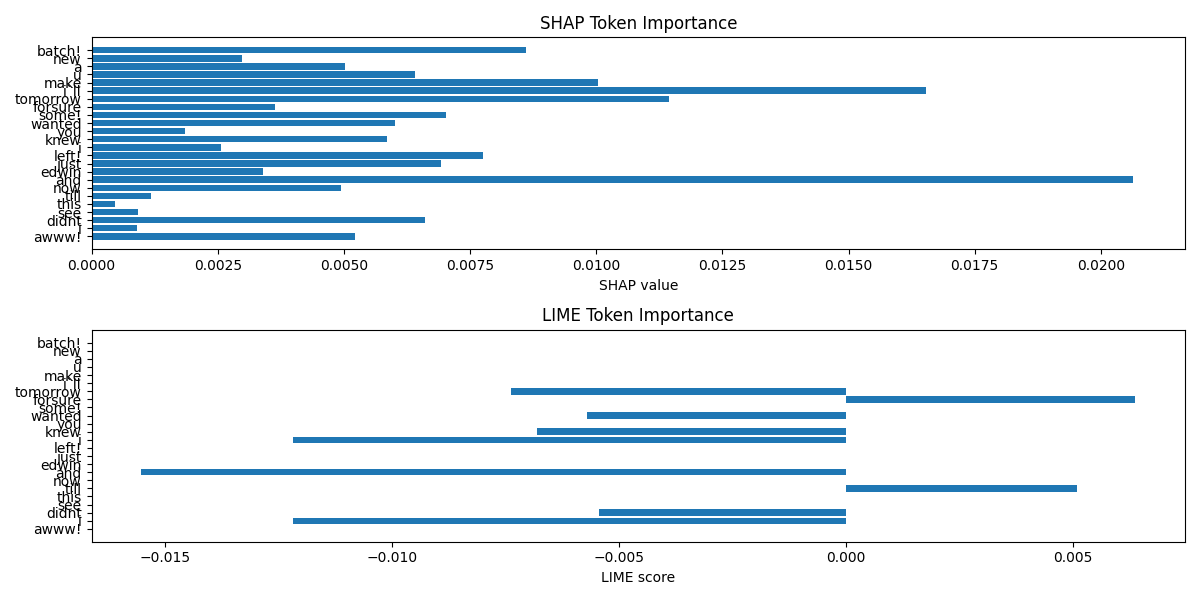 SHAP Token Importance
batch!
new
a
u
make
I'll
tomorrow
forsure
some!
wanted
you
knew
i
left!
just
edwin
and
now
till
this
see
didnt
i
awww!
0.0000 0.0025 0.0050 0.0075 0.0100 0.0125 0.0150 0.0175 0.0200
SHAP value
LIME Token Importance
batch!
new
a
u
make
I'll
tomorrow
forsure
some!
wanted
you
knew
i
left!
just
edwin
and
now
till
this
see
didnt
i
awww!
−0.015 −0.010 −0.005 0.000 0.005
LIME score